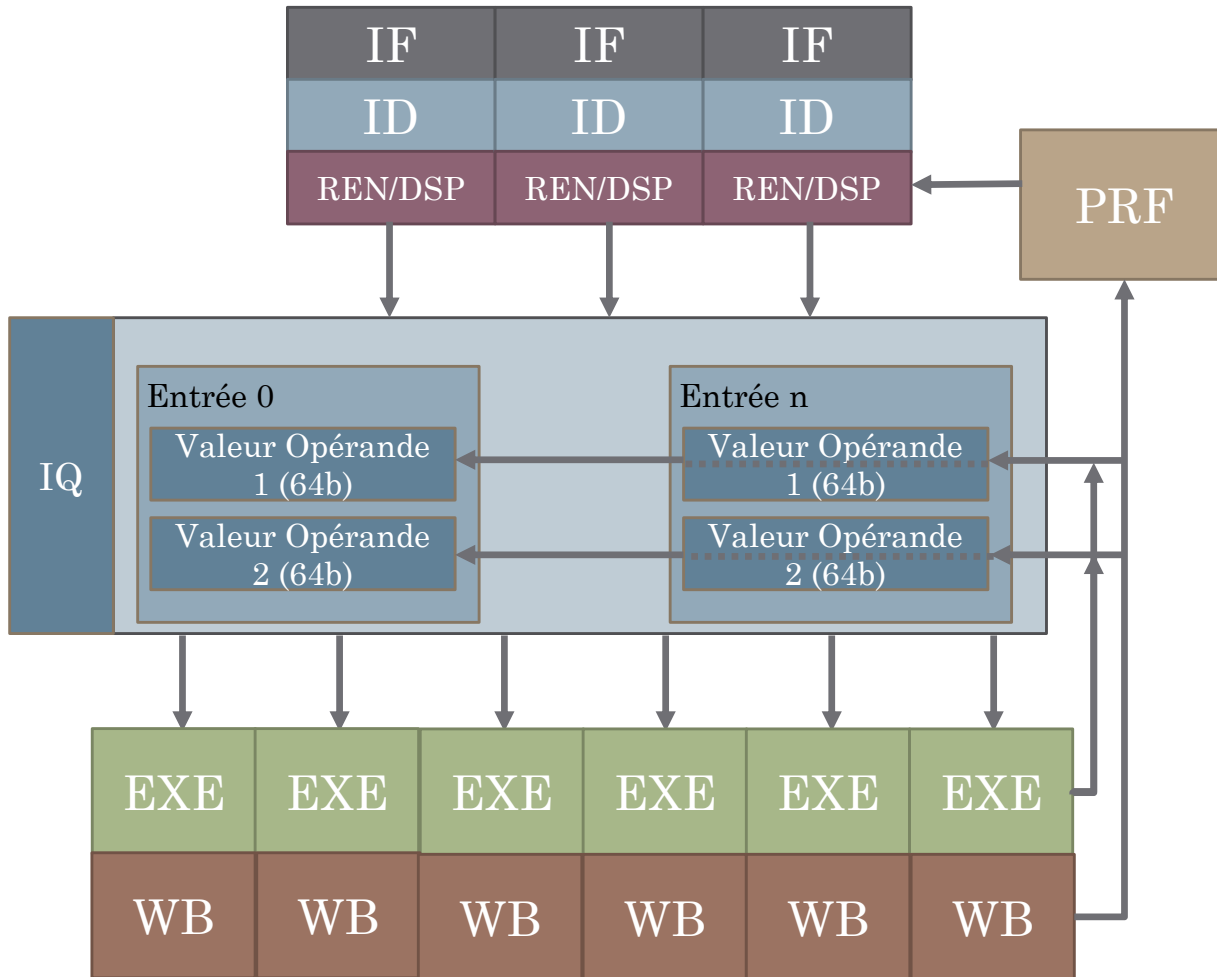 IF IF IF
ID ID ID
REN/DSP REN/DSP REN/DSP
PRF
IQ
Entrée 0
Valeur Opérande
1 (64b)
Valeur Opérande
2 (64b)
Entrée n
Valeur Opérande
1 (64b)
Valeur Opérande
2 (64b)
EXE EXE EXE EXE EXE EXE
WB WB WB WB WB WB